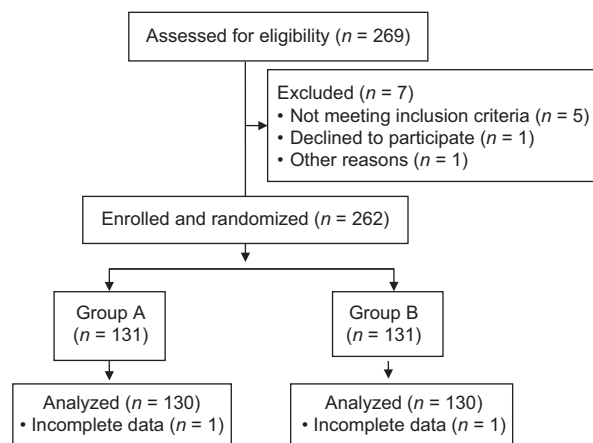 Assessed for eligibility (n = 269)
Excluded (n = 7)
• Not meeting inclusion criteria (n = 5)
• Declined to participate (n = 1)
• Other reasons (n = 1)
Enrolled and randomized (n = 262)
Group A
(n = 131)
Group B
(n = 131)
Analyzed (n = 130)
• Incomplete data (n = 1)
Analyzed (n = 130)
• Incomplete data (n = 1)